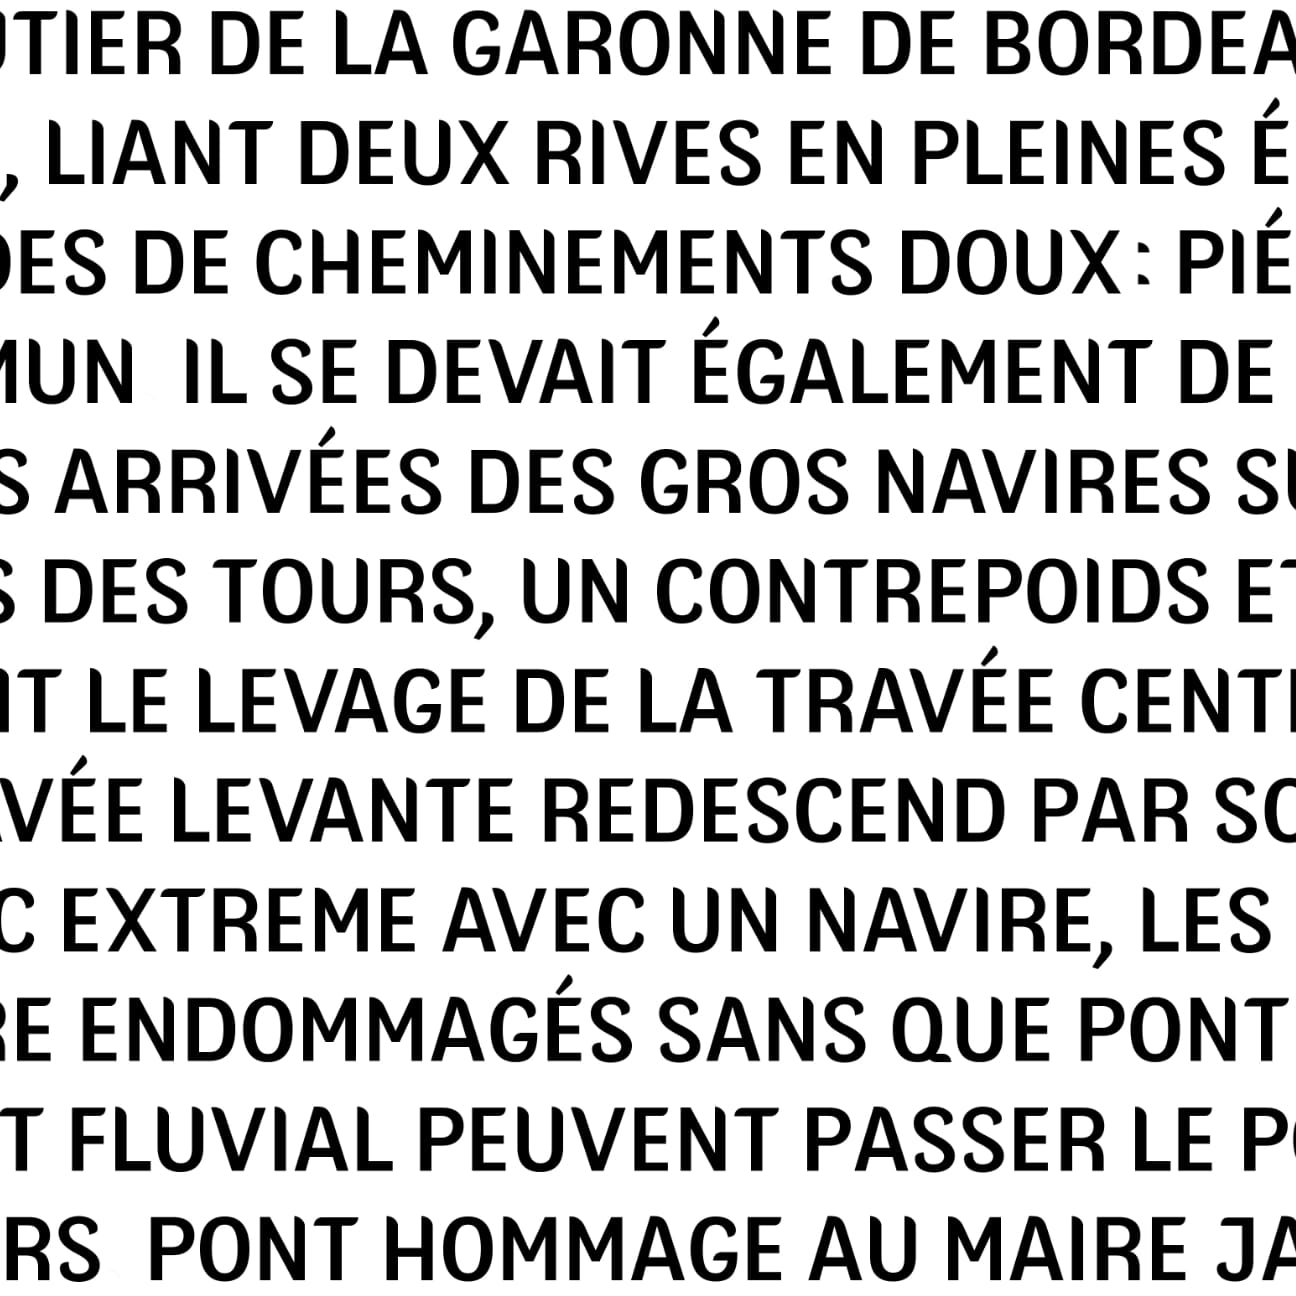 UTIER DE LA GARONNE DE BORDEA
, LIANT DEUX RIVES EN PLEINES É
DES DE CHEMINEMENTS DOUX : PIÉ
MUN IL SE DEVAIT ÉGALEMENT DE
S ARRIVÉES DES GROS NAVIRES SU
S DES TOURS, UN CONTREPOIDS ET
NT LE LEVAGE DE LA TRAVÉE CENTR
AVÉE LEVANTE REDESCEND PAR SO
C EXTREME AVEC UN NAVIRE, LES
RE ENDOMMAGÉS SANS QUE PONT
T FLUVIAL PEUVENT PASSER LE PO
RS PONT HOMMAGE AU MAIRE JA